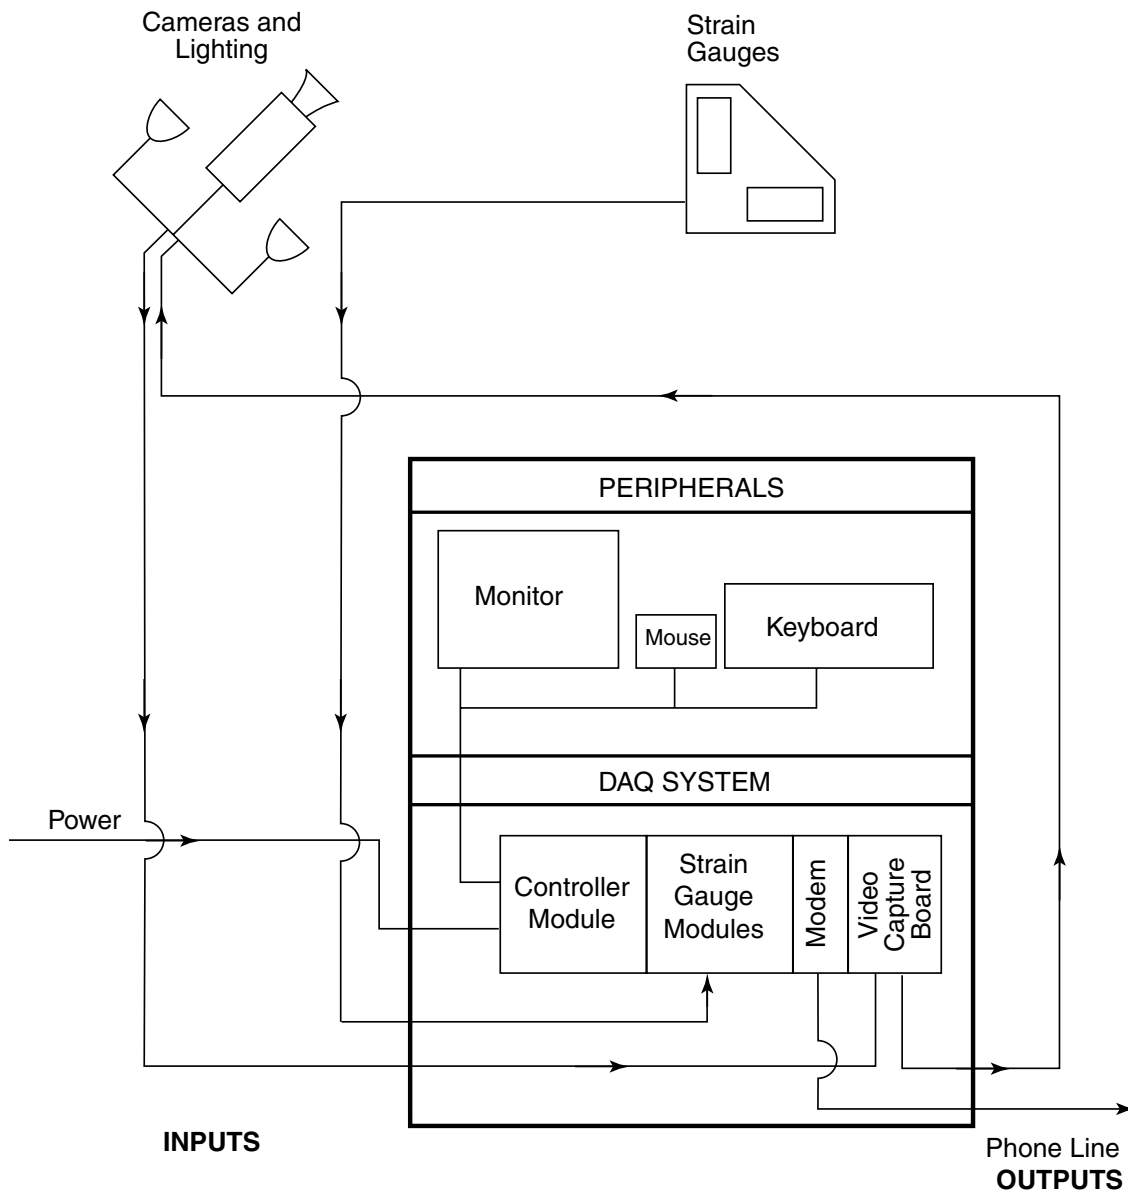 Cameras and
Lighting
Strain
Gauges
PERIPHERALS
Monitor
Mouse
Keyboard
DAQ SYSTEM
Power
Controller
Module
Strain
Gauge
Modules
Modem
Video
Capture
Board
INPUTS
Phone Line
OUTPUTS